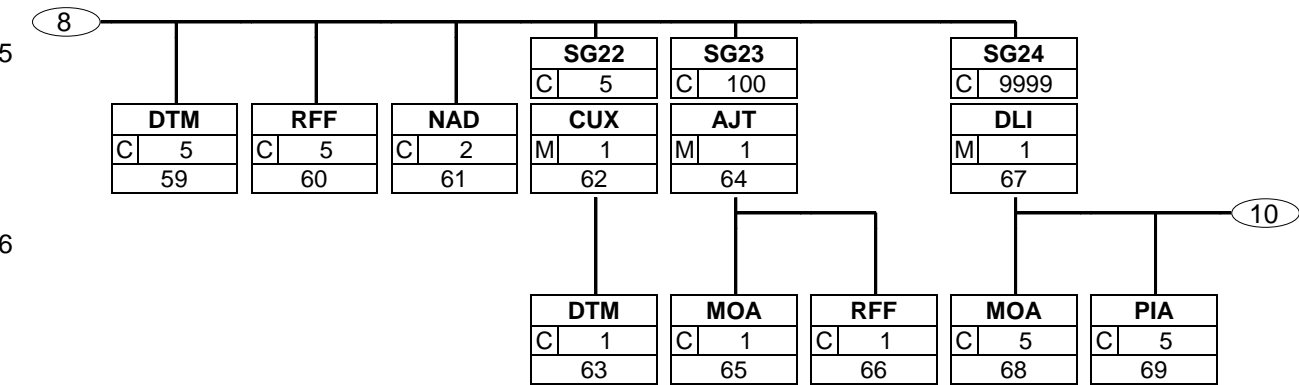 8
5
SG22 SG23 SG24
C 5 C 100 C 9999
DTM RFF NAD CUX AJT DLI
C 5 C 5 C 2 M 1 M 1 M 1
59 60 61 62 64 67
10
6
DTM MOA RFF MOA PIA
C 1 C 1 C 1 C 5 C 5
63 65 66 68 69